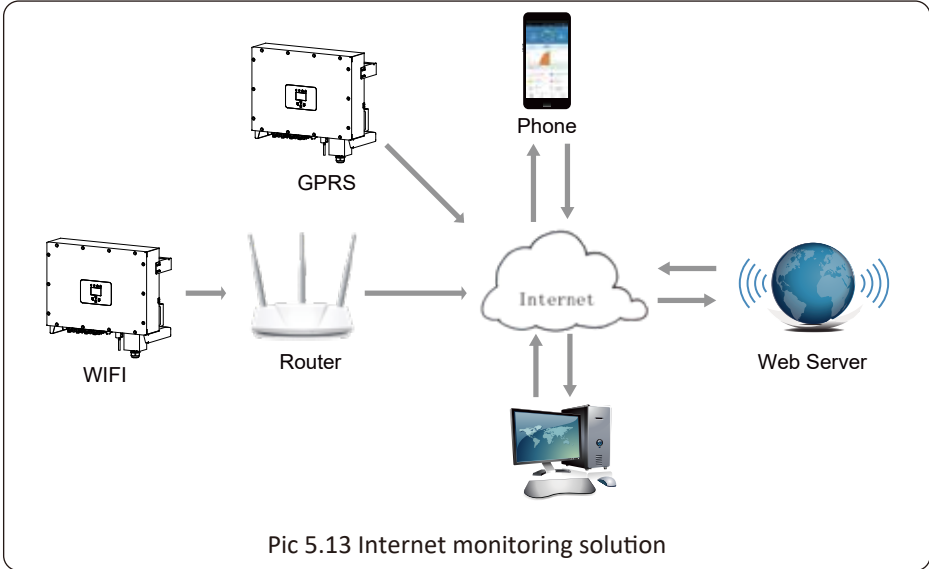 Phone
GPRS
Internet
WIFI
Router
Web Server
Pic 5.13 Internet monitoring solution